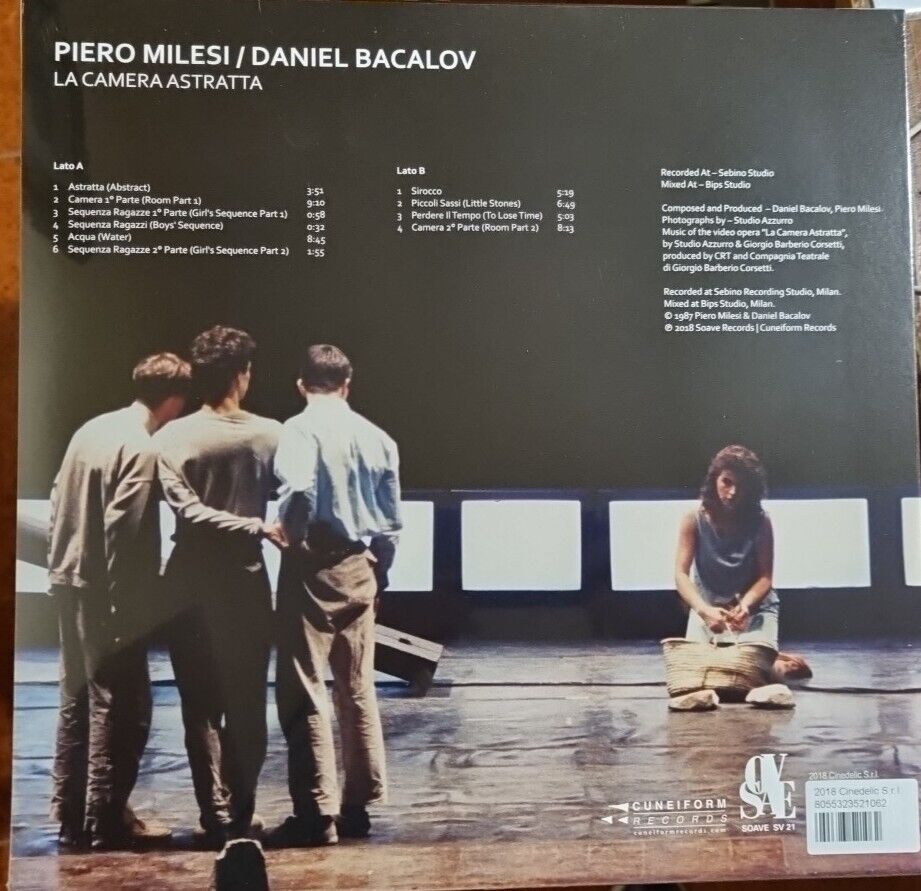 PIERO MILESI / DANIEL BACALOV
LA CAMERA ASTRATTA
Lato A
1 Astratta (Abstract) 3:51
2 Camera 1° Parte (Room Part 1) 9:10
3 Sequenza Ragazze 1° Parte (Girl's Sequence Part 1) 0:58
4 Sequenza Ragazzi (Boys' Sequence) 0:32
5 Acqua (Water) 8:45
6 Sequenza Ragazze 2° Parte (Girl's Sequence Part 2) 1:55
Lato B
1 Sirocco 5:19
2 Piccoli Sassi (Little Stones) 6:49
3 Perdere Il Tempo (To Lose Time) 5:03
4 Camera 2° Parte (Room Part 2) 8:13
Recorded At – Sebino Studio
Mixed At – Bips Studio
Composed and Produced – Daniel Bacalov, Piero Milesi
Photographs by – Studio Azzurro
Music of the video opera "La Camera Astratta",
by Studio Azzurro & Giorgio Barberio Corsetti,
produced by CRT and Compagnia Teatrale
di Giorgio Barberio Corsetti.
Recorded at Sebino Recording Studio, Milan.
Mixed at Bips Studio, Milan.
© 1987 Piero Milesi & Daniel Bacalov
℗ 2018 Soave Records | Cuneiform Records
CUNEIFORM
RECORDS
cuneiformrecords.com
SOAVE
SOAVE SV 21
2018 Cinedelic S.r.l.
2018 Cinedelic S.r.l.
8055323521062